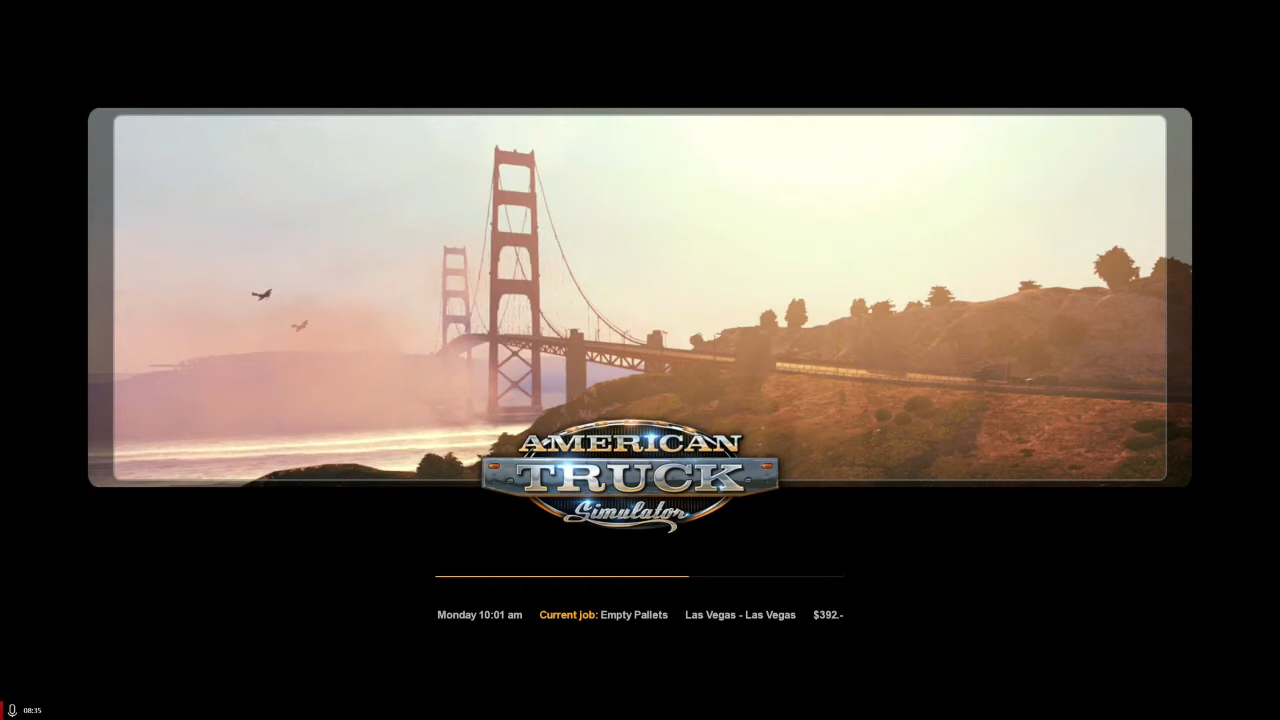 AMERICAN
TRUCK
Simulator
Monday 10:01 am Current job: Empty Pallets Las Vegas - Las Vegas $392.-
08:35